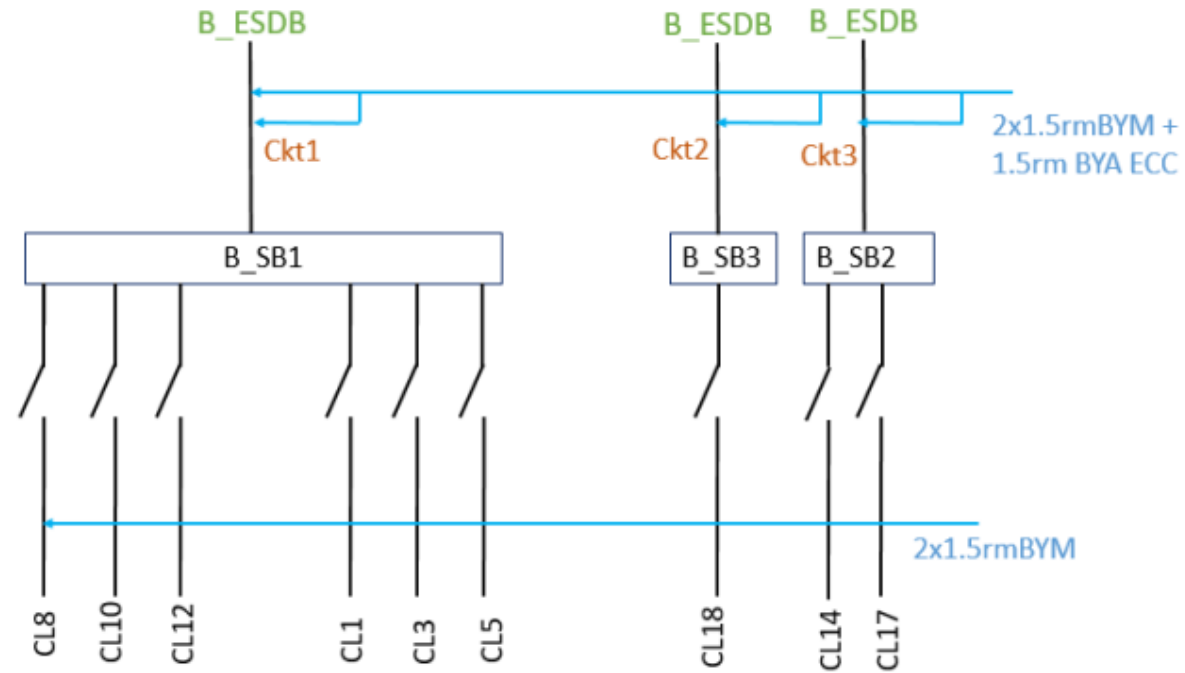 B_ESDB
B_ESDB
B_ESDB
Ckt1
Ckt2
Ckt3
2x1.5rmBYM +
1.5rm BYA ECC
B_SB1
B_SB3
B_SB2
2x1.5rmBYM
CL8
CL10
CL12
CL1
CL3
CL5
CL18
CL14
CL17